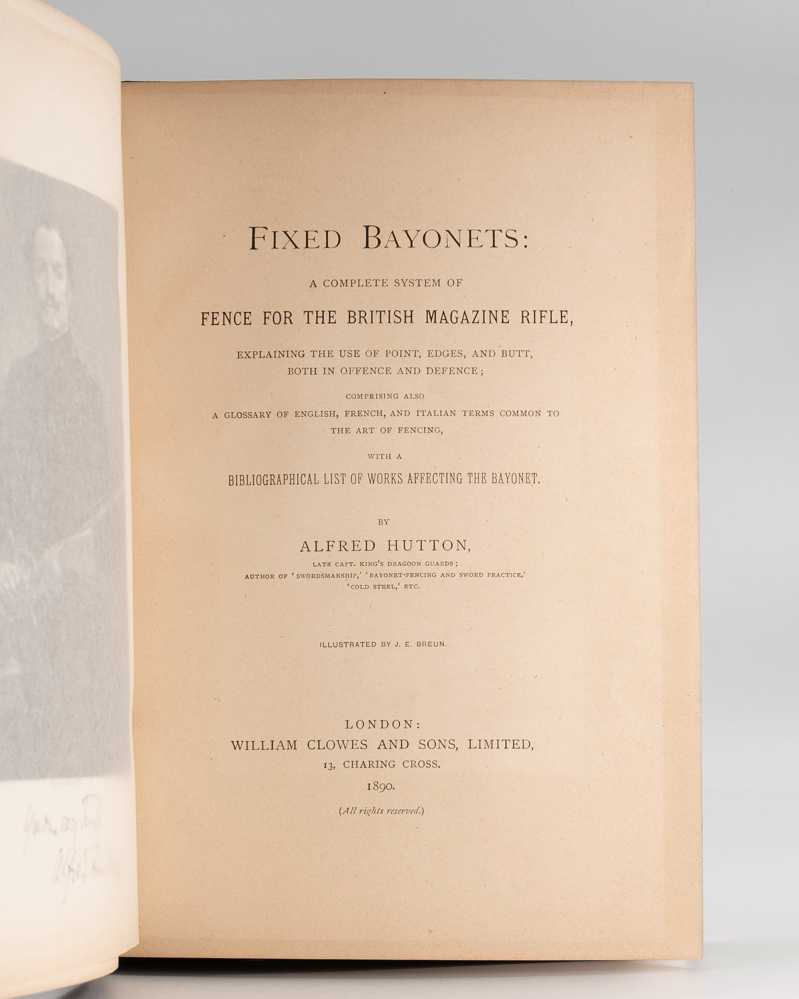 FIXED BAYONETS:
A COMPLETE SYSTEM OF
FENCE FOR THE BRITISH MAGAZINE RIFLE,
EXPLAINING THE USE OF POINT, EDGES, AND BUTT,
BOTH IN OFFENCE AND DEFENCE;
COMPRISING ALSO
A GLOSSARY OF ENGLISH, FRENCH, AND ITALIAN TERMS COMMON TO
THE ART OF FENCING,
WITH A
BIBLIOGRAPHICAL LIST OF WORKS AFFECTING THE BAYONET.
BY
ALFRED HUTTON,
LATE CAPT. KING'S DRAGOON GUARDS;
AUTHOR OF 'SWORDSMANSHIP,' 'BAYONET-FENCING AND SWORD PRACTICE,'
'COLD STEEL,' ETC.
ILLUSTRATED BY J. E. BREUN.
LONDON:
WILLIAM CLOWES AND SONS, LIMITED,
13, CHARING CROSS.
1890.
(All rights reserved.)